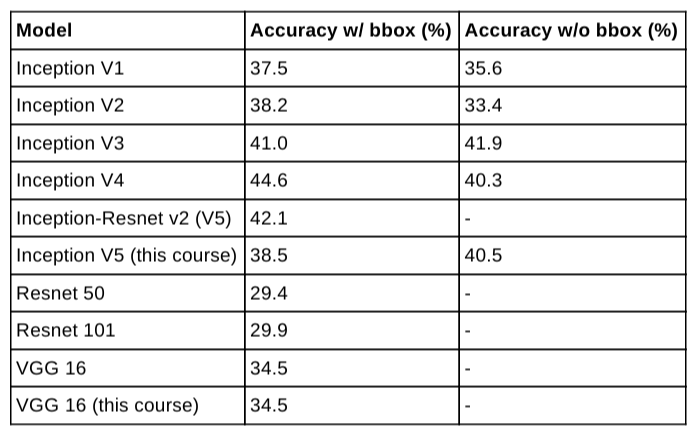 Model Accuracy w/ bbox (%) Accuracy w/o bbox (%)
Inception V1 37.5 35.6
Inception V2 38.2 33.4
Inception V3 41.0 41.9
Inception V4 44.6 40.3
Inception-Resnet v2 (V5) 42.1 -
Inception V5 (this course) 38.5 40.5
Resnet 50 29.4 -
Resnet 101 29.9 -
VGG 16 34.5 -
VGG 16 (this course) 34.5 -